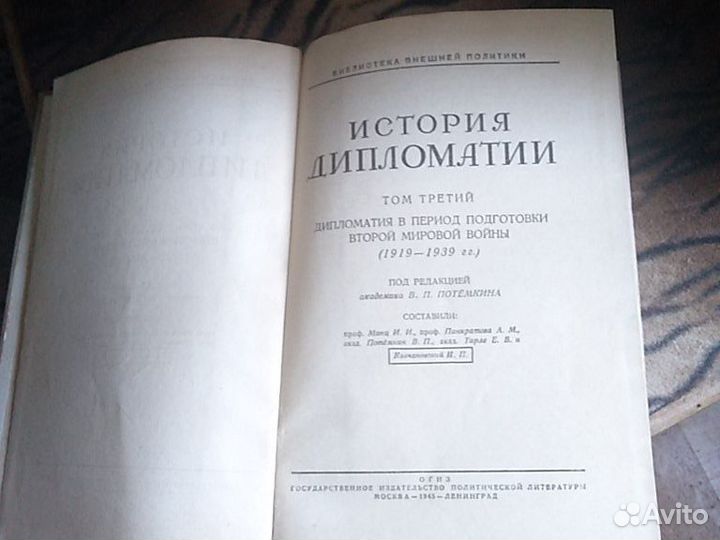 БИБЛИОТЕКА ВНЕШНЕЙ ПОЛИТИКИ
ИСТОРИЯ
ДИПЛОМАТИИ
ТОМ ТРЕТИЙ
ДИПЛОМАТИЯ В ПЕРИОД ПОДГОТОВКИ
ВТОРОЙ МИРОВОЙ ВОЙНЫ
(1919—1939 гг.)
ПОД РЕДАКЦИЕЙ
академика В. П. ПОТЁМКИНА
СОСТАВИЛИ:
проф. Минц И. И., проф. Панкратова А. М.,
акад. Потёмкин В. П., акад. Тарле Е. В. и
Колчановский Н. П.
ОГИЗ
ГОСУДАРСТВЕННОЕ ИЗДАТЕЛЬСТВО ПОЛИТИЧЕСКОЙ ЛИТЕРАТУРЫ
МОСКВА—1945—ЛЕНИНГРАД
Avito